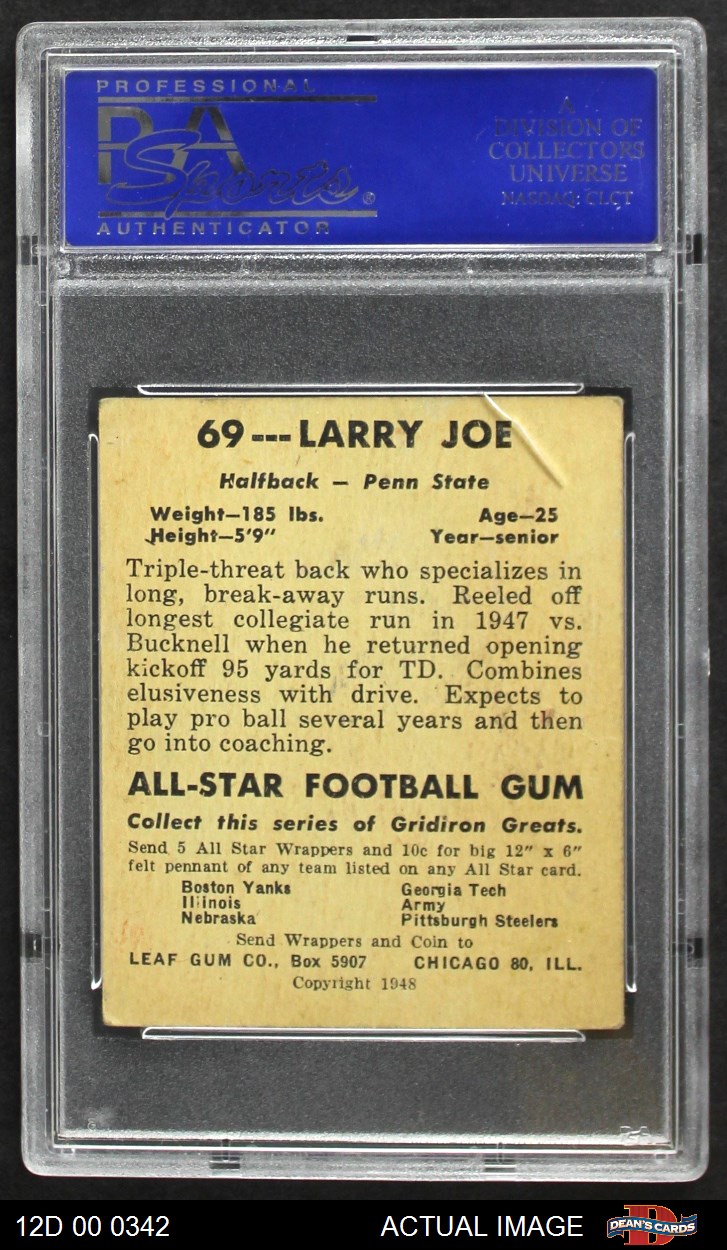 PROFESSIONAL
PSA
Sports®
AUTHENTICATOR
A
DIVISION OF
COLLECTORS
UNIVERSE
NASDAQ: CLCT
69---LARRY JOE
Halfback – Penn State
Weight—185 lbs. Age—25
Height—5'9" Year—senior
Triple-threat back who specializes in
long, break-away runs. Reeled off
longest collegiate run in 1947 vs.
Bucknell when he returned opening
kickoff 95 yards for TD. Combines
elusiveness with drive. Expects to
play pro ball several years and then
go into coaching.
ALL-STAR FOOTBALL GUM
Collect this series of Gridiron Greats.
Send 5 All Star Wrappers and 10c for big 12" x 6"
felt pennant of any team listed on any All Star card.
Boston Yanks Georgia Tech
Illinois Army
Nebraska Pittsburgh Steelers
Send Wrappers and Coin to
LEAF GUM CO., Box 5907 CHICAGO 80, ILL.
Copyright 1948
PSA
12D 00 0342 ACTUAL IMAGE DEAN'S CARDS